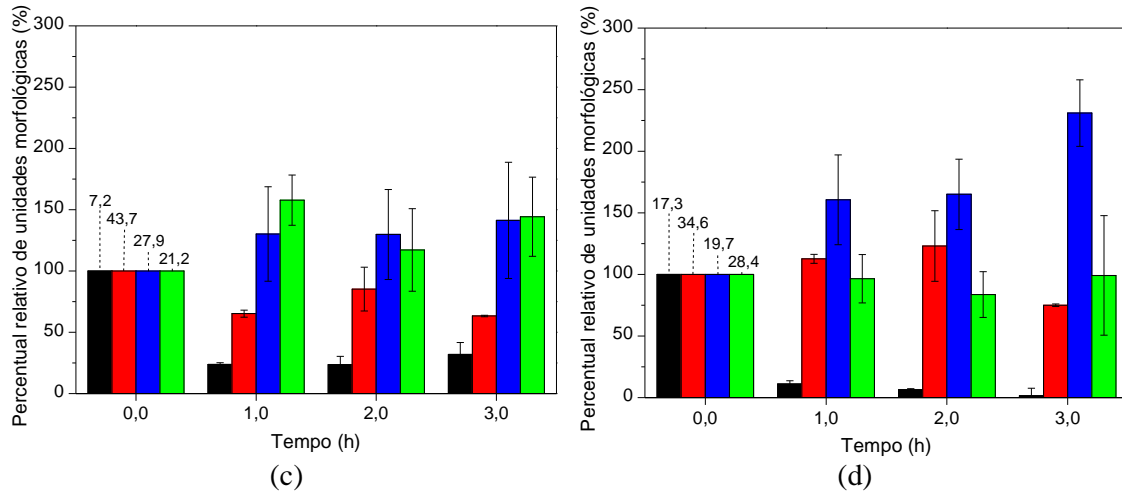 Percentual relativo de unidades morfológicas (%)
300
250
200
150
100
50
0
7,2
43,7
27,9
21,2
0,0 1,0 2,0 3,0
Tempo (h)
(c)
Percentual relativo de unidades morfológicas (%)
300
250
200
150
100
50
0
17,3
34,6
19,7
28,4
0,0 1,0 2,0 3,0
Tempo (h)
(d)